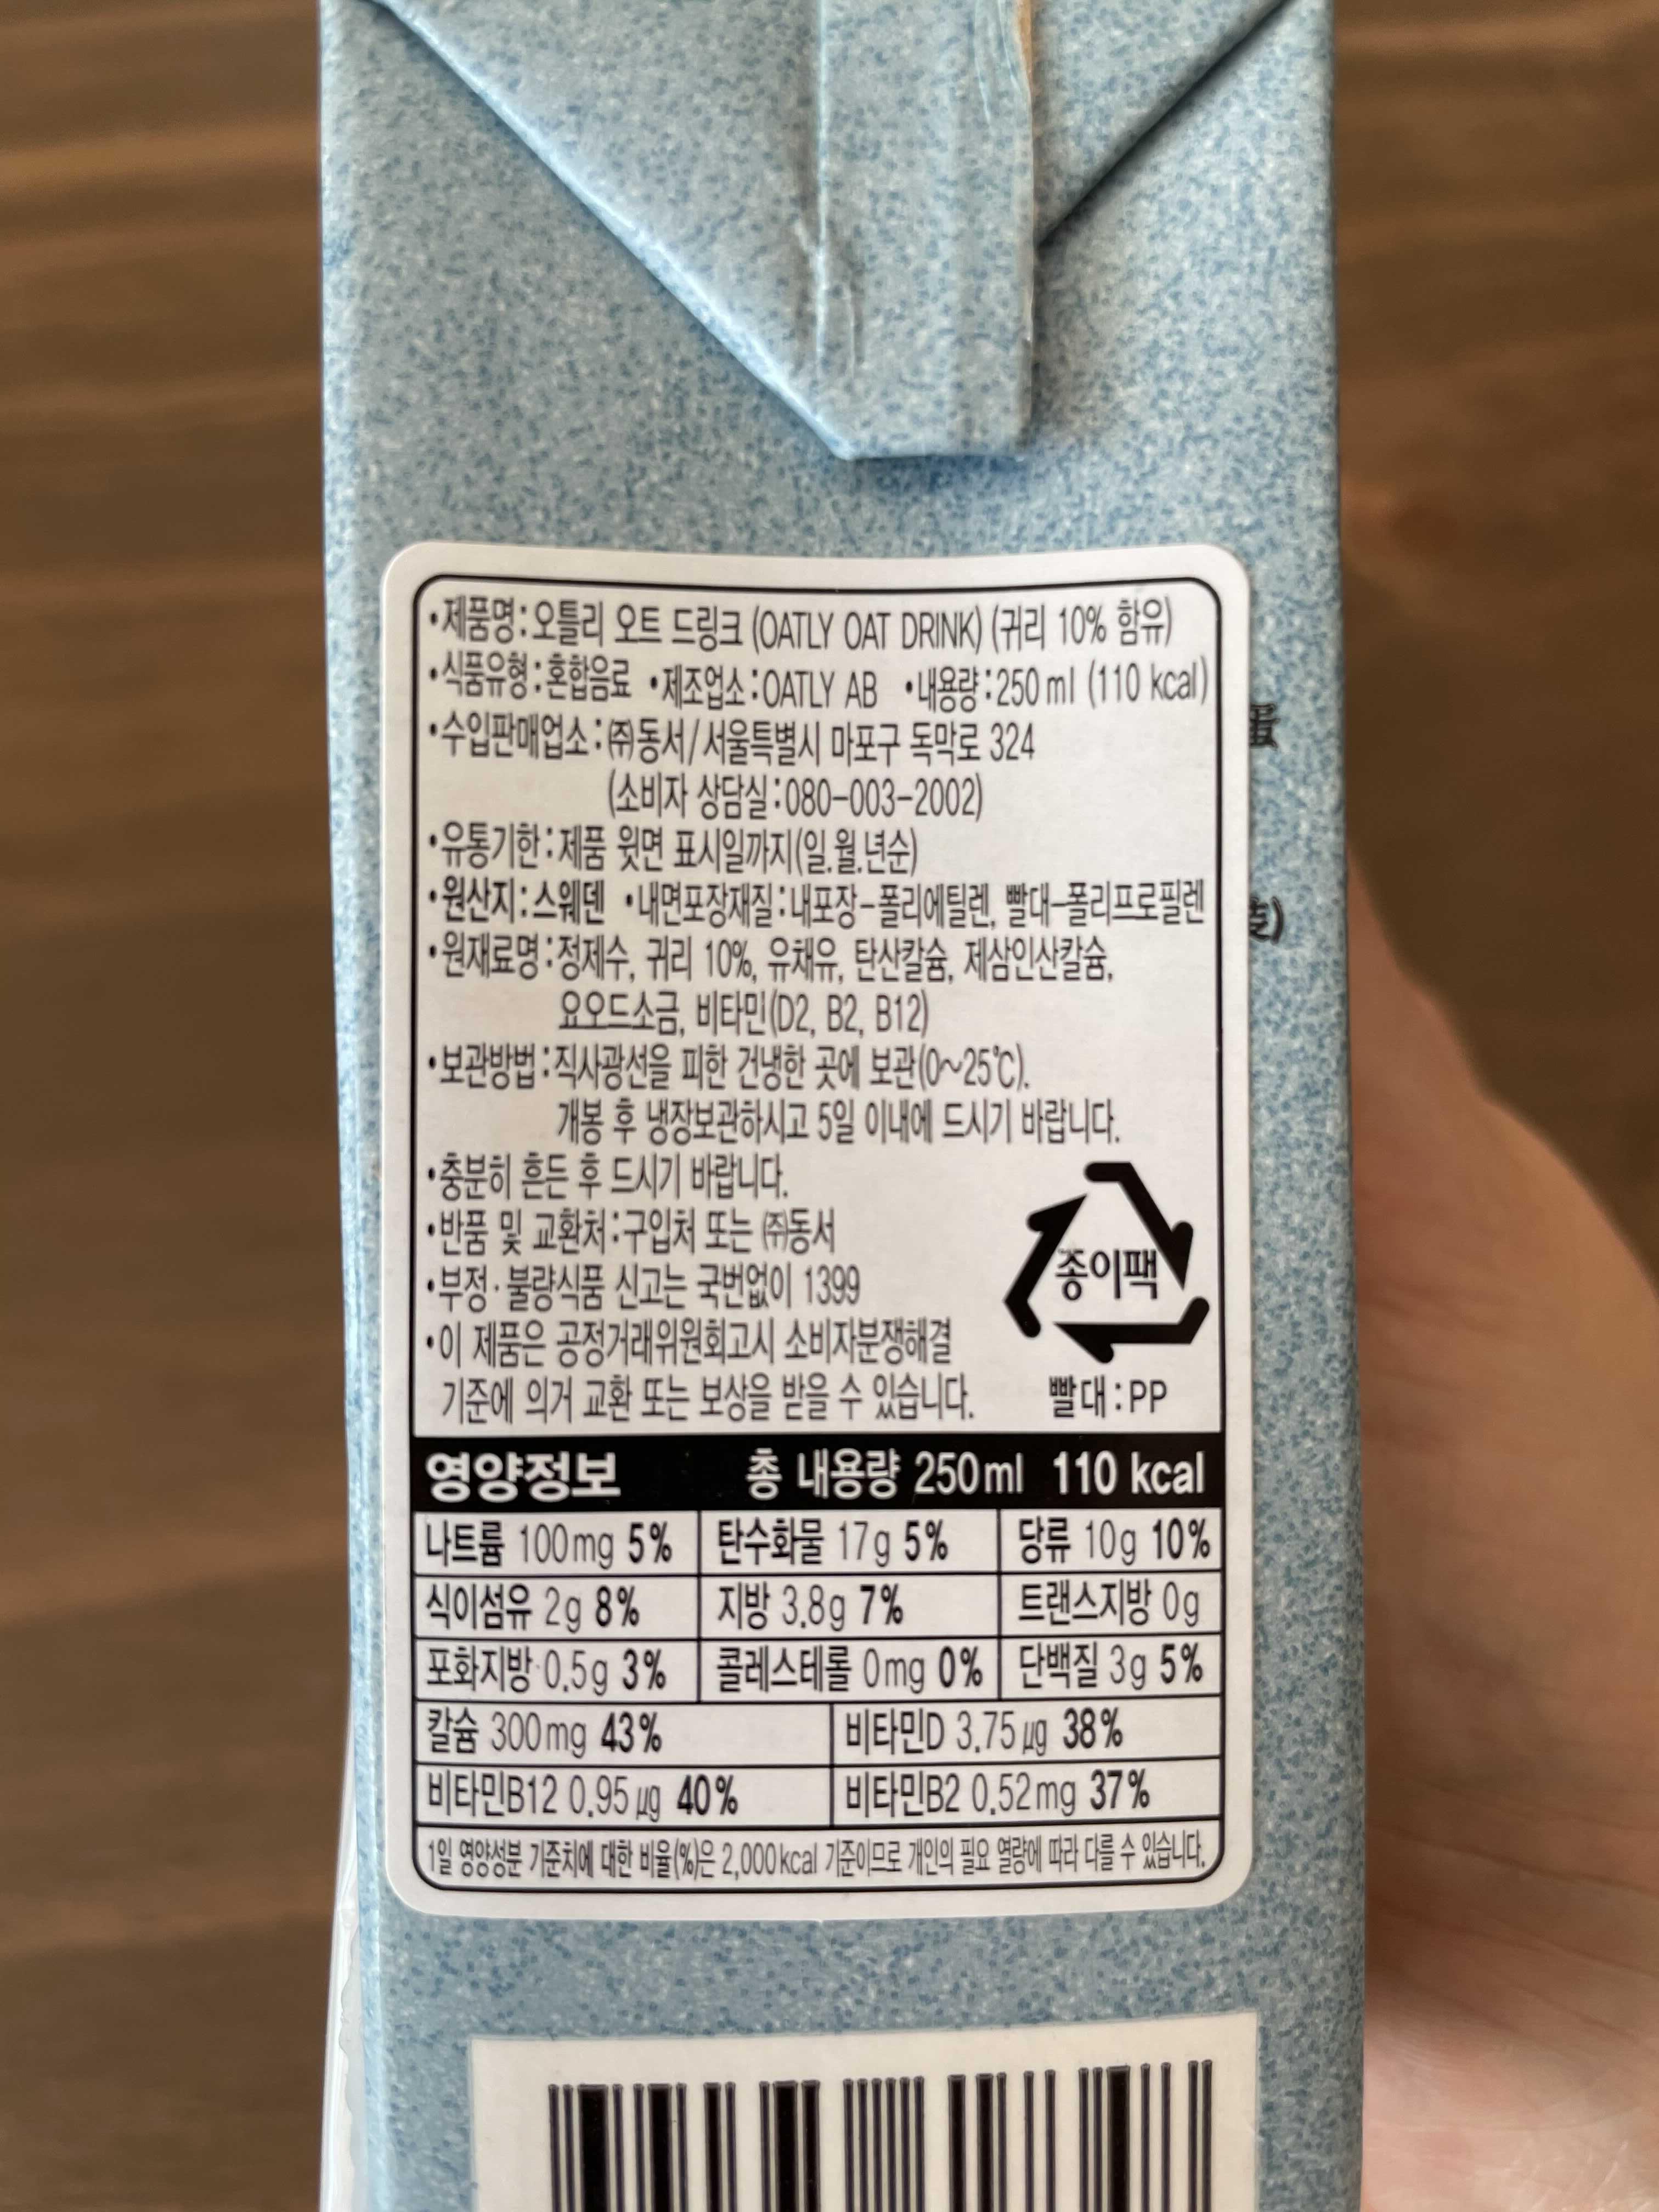 •제품명:오틀리 오트 드링크 (OATLY OAT DRINK) (귀리 10% 함유)
•식품유형:혼합음료 •제조업소:OATLY AB •내용량:250 ml (110 kcal)
•수입판매업소:㈜동서/서울특별시 마포구 독막로 324
(소비자 상담실:080-003-2002)
•유통기한:제품 윗면 표시일까지(일.월.년순)
•원산지:스웨덴 •내면포장재질:내포장-폴리에틸렌, 빨대-폴리프로필렌
•원재료명:정제수, 귀리 10%, 유채유, 탄산칼슘, 제삼인산칼슘,
요오드소금, 비타민(D2, B2, B12)
•보관방법:직사광선을 피한 건냉한 곳에 보관(0~25℃).
개봉 후 냉장보관하시고 5일 이내에 드시기 바랍니다.
•충분히 흔든 후 드시기 바랍니다.
•반품 및 교환처:구입처 또는 ㈜동서
•부정·불량식품 신고는 국번없이 1399
•이 제품은 공정거래위원회고시 소비자분쟁해결
기준에 의거 교환 또는 보상을 받을 수 있습니다.
종이팩
빨대:PP
영양정보 총 내용량 250ml 110 kcal
나트륨 100mg 5% 탄수화물 17g 5% 당류 10g 10%
식이섬유 2g 8% 지방 3.8g 7% 트랜스지방 0g
포화지방 0.5g 3% 콜레스테롤 0mg 0% 단백질 3g 5%
칼슘 300mg 43% 비타민D 3.75㎍ 38%
비타민B12 0.95㎍ 40% 비타민B2 0.52mg 37%
1일 영양성분 기준치에 대한 비율(%)은 2,000kcal 기준이므로 개인의 필요 열량에 따라 다를 수 있습니다.